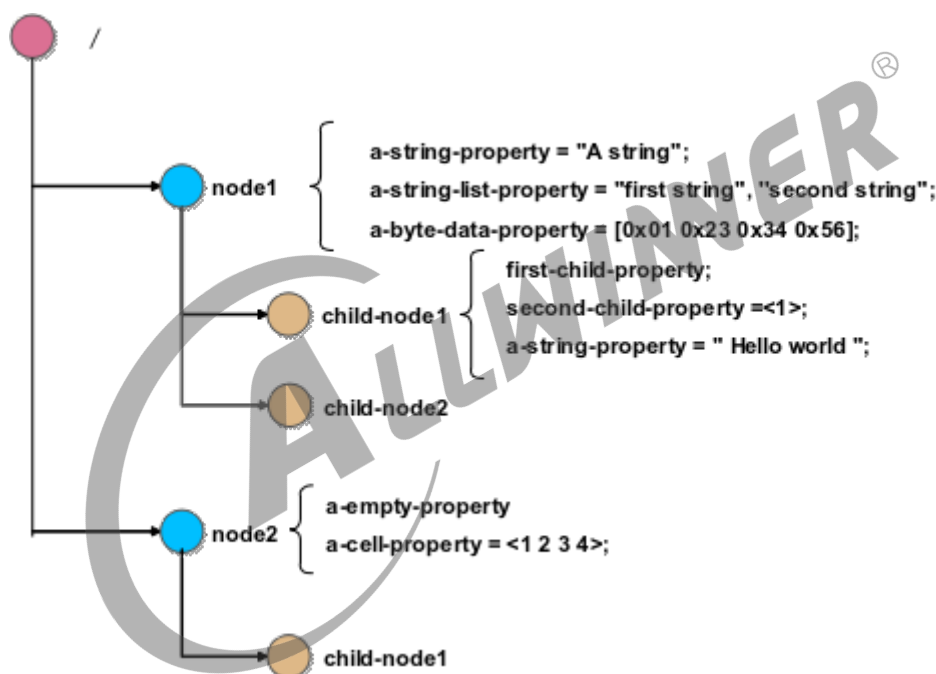 /
node1
a-string-property = "A string";
a-string-list-property = "first string", "second string";
a-byte-data-property = [0x01 0x23 0x34 0x56];
child-node1
first-child-property;
second-child-property =<1>;
a-string-property = " Hello world ";
child-node2
node2
a-empty-property
a-cell-property = <1 2 3 4>;
child-node1
ALLWINNER®